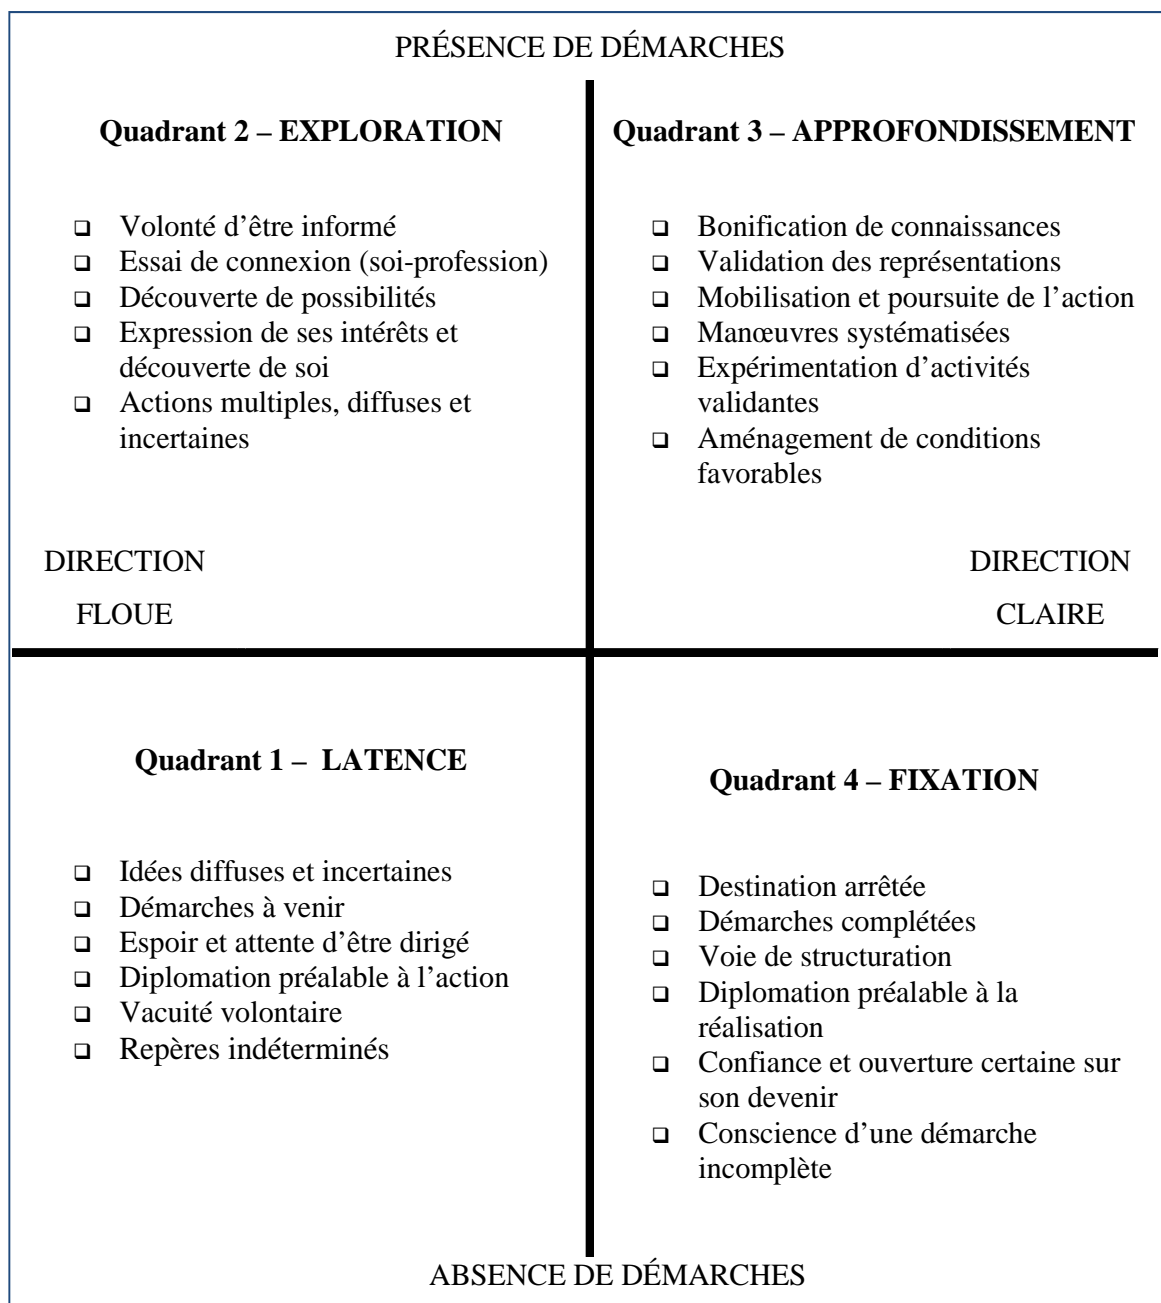 PRÉSENCE DE DÉMARCHES
Quadrant 2 – EXPLORATION
❑ Volonté d’être informé
❑ Essai de connexion (soi-profession)
❑ Découverte de possibilités
❑ Expression de ses intérêts et
découverte de soi
❑ Actions multiples, diffuses et
incertaines
Quadrant 3 – APPROFONDISSEMENT
❑ Bonification de connaissances
❑ Validation des représentations
❑ Mobilisation et poursuite de l’action
❑ Manœuvres systématisées
❑ Expérimentation d’activités
validantes
❑ Aménagement de conditions
favorables
DIRECTION
FLOUE
DIRECTION
CLAIRE
Quadrant 1 – LATENCE
❑ Idées diffuses et incertaines
❑ Démarches à venir
❑ Espoir et attente d’être dirigé
❑ Diplomation préalable à l’action
❑ Vacuité volontaire
❑ Repères indéterminés
Quadrant 4 – FIXATION
❑ Destination arrêtée
❑ Démarches complétées
❑ Voie de structuration
❑ Diplomation préalable à la
réalisation
❑ Confiance et ouverture certaine sur
son devenir
❑ Conscience d’une démarche
incomplète
ABSENCE DE DÉMARCHES